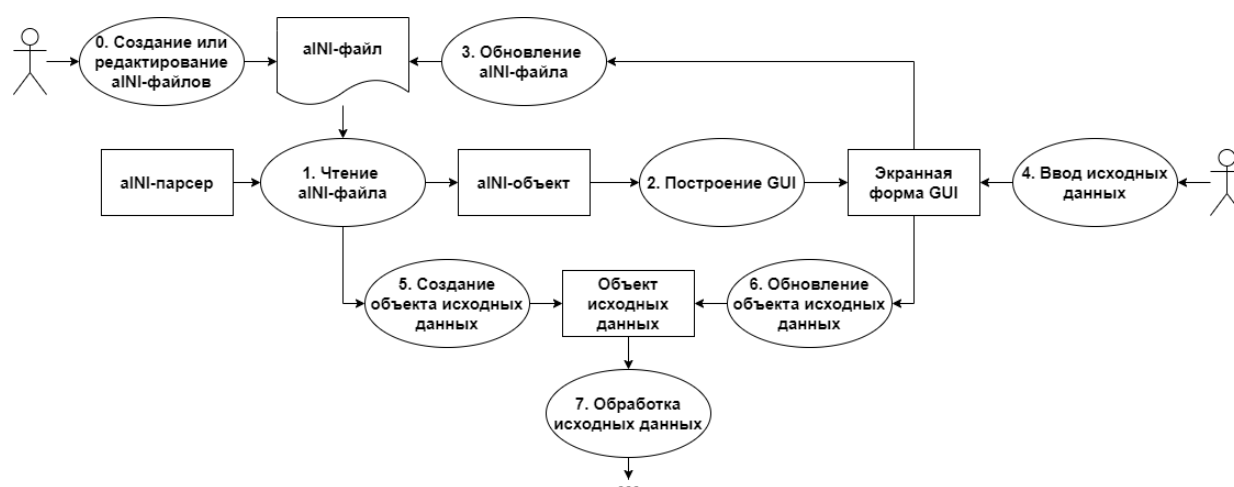 0. Создание или
редактирование
aINI-файлов
aINI-файл
3. Обновление
aINI-файла
aINI-парсер
1. Чтение
aINI-файла
aINI-объект
2. Построение GUI
Экранная
форма GUI
4. Ввод исходных
данных
5. Создание
объекта исходных
данных
Объект
исходных
данных
6. Обновление
объекта исходных
данных
7. Обработка
исходных данных
...